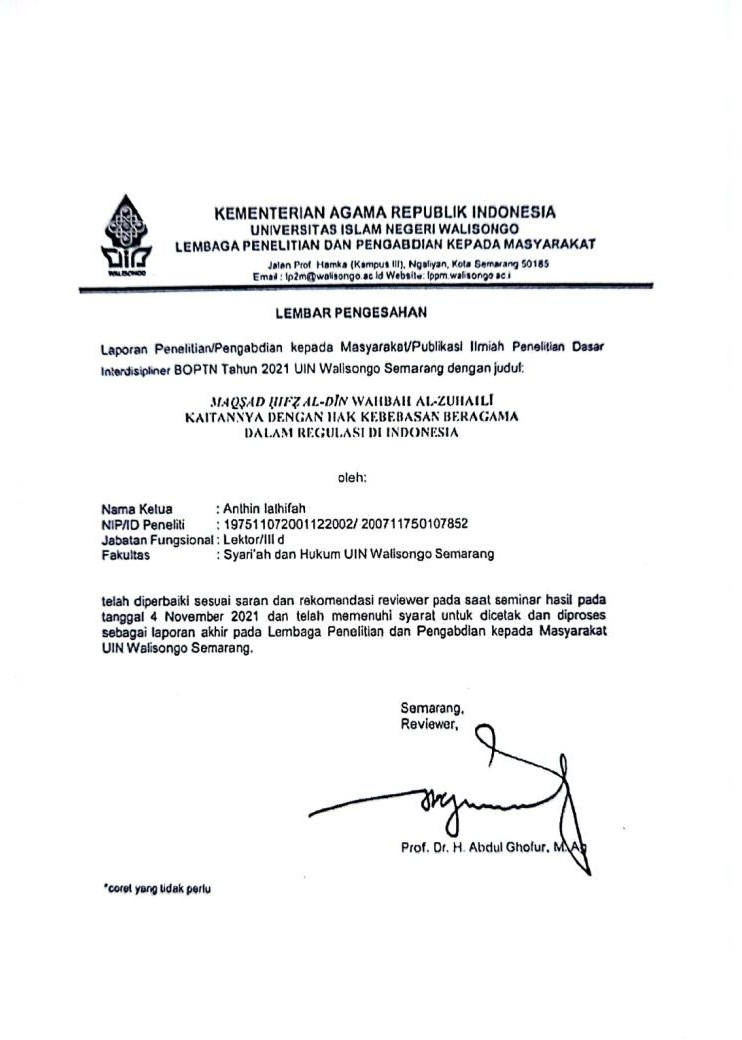 KEMENTERIAN AGAMA REPUBLIK INDONESIA
UNIVERSITAS ISLAM NEGERI WALISONGO
LEMBAGA PENELITIAN DAN PENGABDIAN KEPADA MASYARAKAT
Jalan Prof. Hamka (Kampus III), Ngaliyan, Kota Semarang 50185
Email : lp2m@walisongo.ac.id Website: lppm.walisongo.ac.i
WALISONGO
LEMBAR PENGESAHAN
Laporan Penelitian/Pengabdian kepada Masyarakat/Publikasi Ilmiah Penelitian Dasar
Interdisipliner BOPTN Tahun 2021 UIN Walisongo Semarang dengan judul:
MAQṢAD ḤIFẒ AL-DĪN WAHBAH AL-ZUHAILĪ
KAITANNYA DENGAN HAK KEBEBASAN BERAGAMA
DALAM REGULASI DI INDONESIA
oleh:
Nama Ketua : Anthin lathifah
NIP/ID Peneliti : 197511072001122002/ 200711750107852
Jabatan Fungsional : Lektor/III d
Fakultas : Syari'ah dan Hukum UIN Walisongo Semarang
telah diperbaiki sesuai saran dan rekomendasi reviewer pada saat seminar hasil pada
tanggal 4 November 2021 dan telah memenuhi syarat untuk dicetak dan diproses
sebagai laporan akhir pada Lembaga Penelitian dan Pengabdian kepada Masyarakat
UIN Walisongo Semarang.
Semarang,
Reviewer,
Prof. Dr. H. Abdul Ghofur, M.Ag
*coret yang tidak perlu